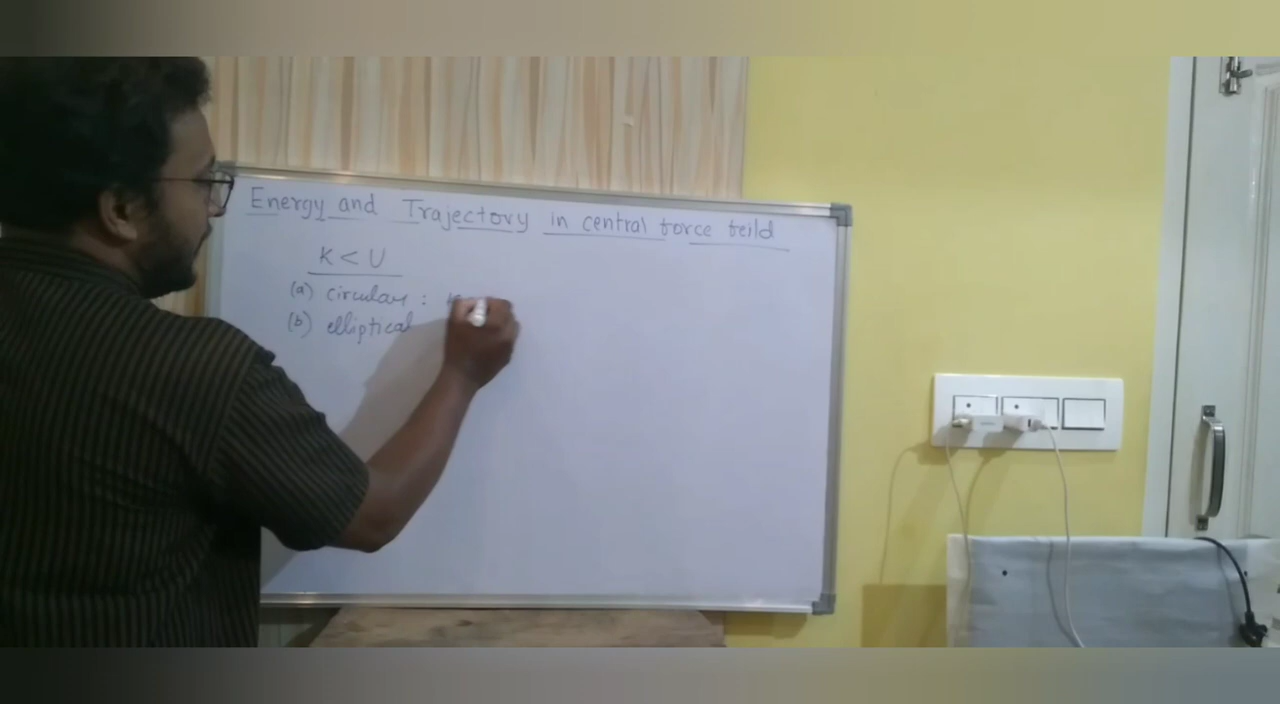 Energy and Trajectory in central force feild
K < U
(a) circular :
(b) elliptical